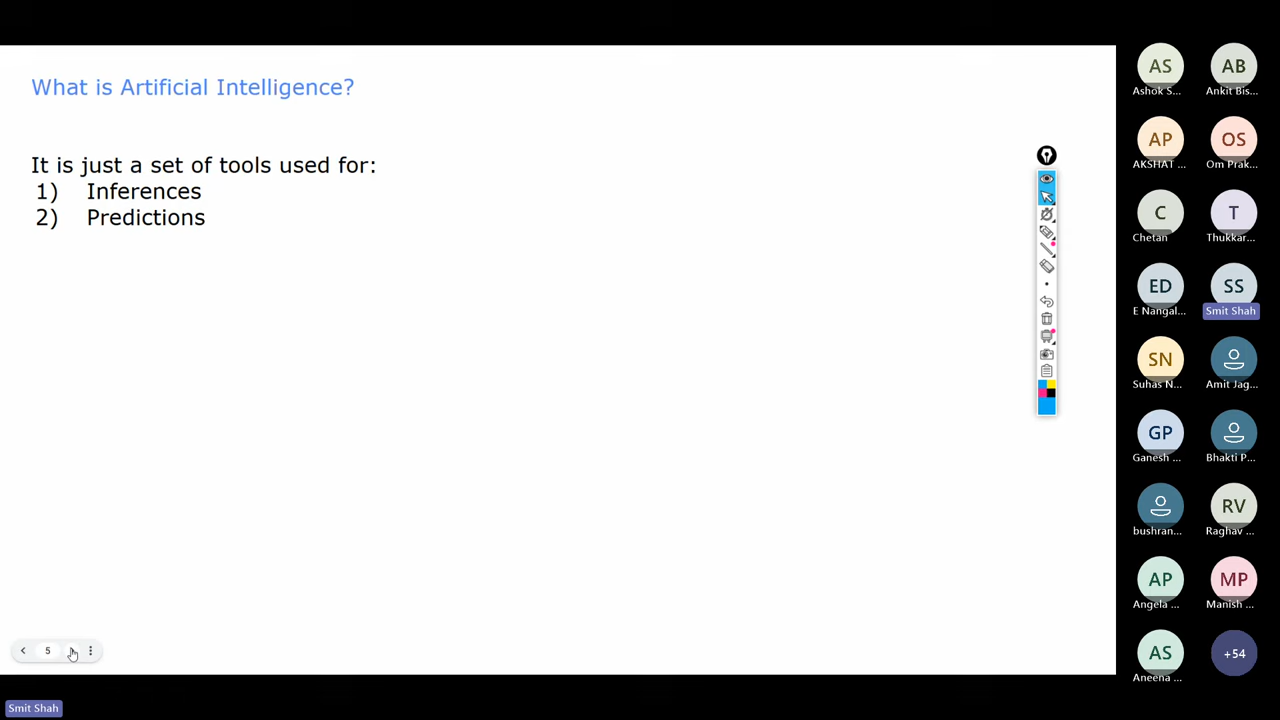 What is Artificial Intelligence?
It is just a set of tools used for:
1) Inferences
2) Predictions
5
Smit Shah
AS
Ashok S...
AB
Ankit Bis...
AP
AKSHAT ...
OS
Om Prak...
C
Chetan
T
Thukkar...
ED
E Nangal...
SS
Smit Shah
SN
Suhas N...
Amit Jag...
GP
Ganesh ...
Bhakti P...
bushran...
RV
Raghav ...
AP
Angela ...
MP
Manish ...
AS
Aneena ...
+54